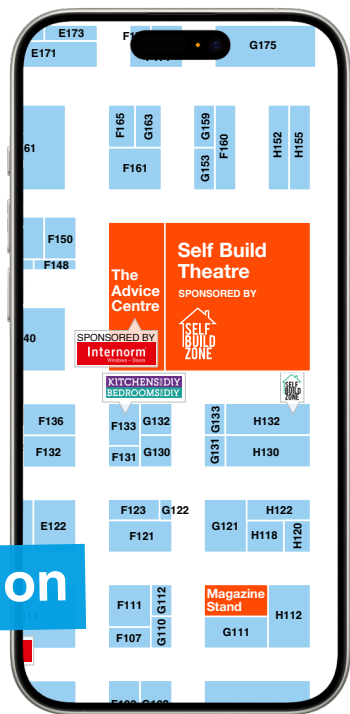 E173
G175
E171
F165
G163
G159
F160
H152
H155
61
F161
G153
F150
F148
The
Advice
Centre
Self Build
Theatre
SPONSORED BY
SELF
BUILD
ZONE
40
SPONSORED BY
Internorm
Windows - Doors
KITCHENS AND DIY
BEDROOMS AND DIY
SELF
BUILD
ZONE
F136
F133
G132
G133
H132
F132
F131
G130
G131
H130
E122
F123
G122
F121
G121
H122
H118
H120
on
F111
G112
F107
G110
Magazine
Stand
G111
H112